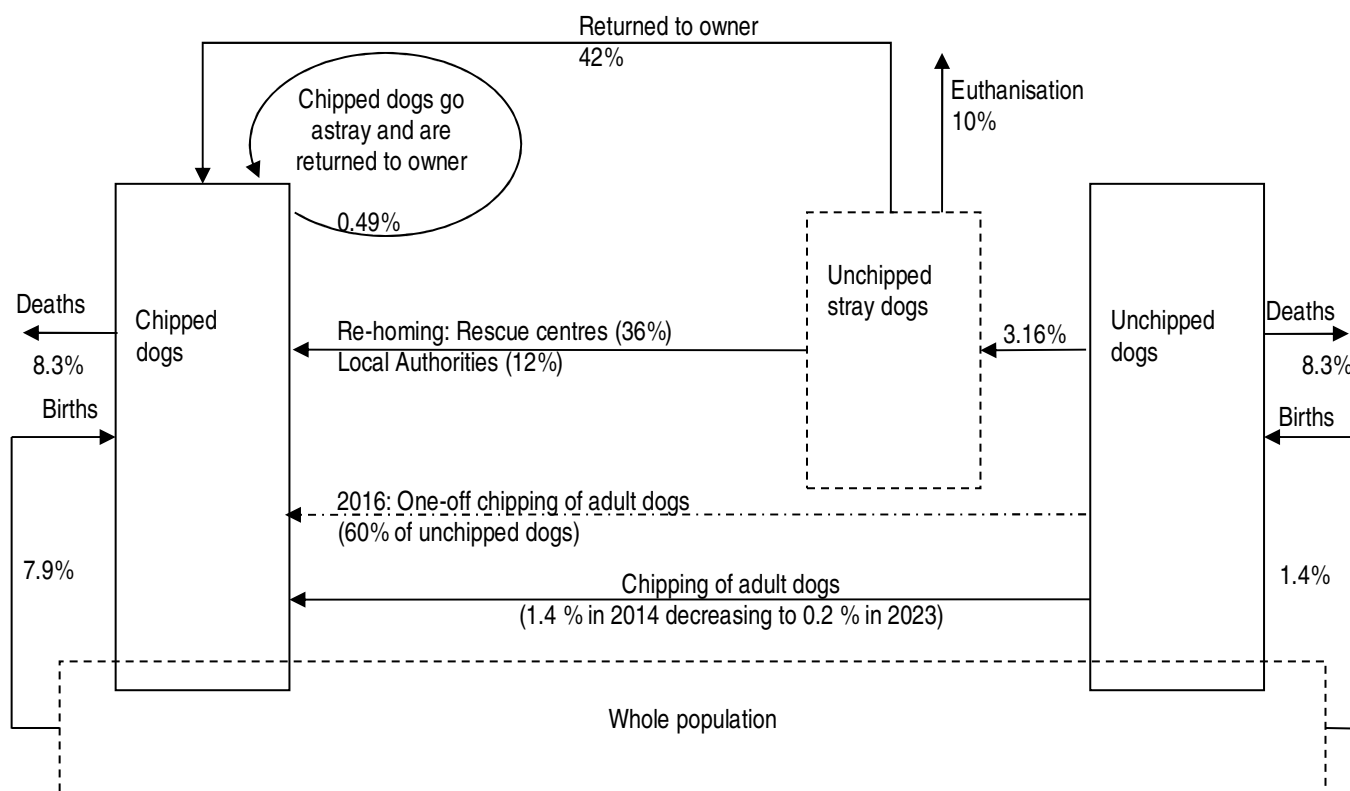 Returned to owner
42%
Euthanisation
10%
Chipped dogs go
astray and are
returned to owner
0.49%
Unchipped
stray dogs
Deaths
8.3%
Chipped
dogs
Re-homing: Rescue centres (36%)
Local Authorities (12%)
3.16%
Unchipped
dogs
Deaths
8.3%
Births
Births
2016: One-off chipping of adult dogs
(60% of unchipped dogs)
7.9%
1.4%
Chipping of adult dogs
(1.4 % in 2014 decreasing to 0.2 % in 2023)
Whole population